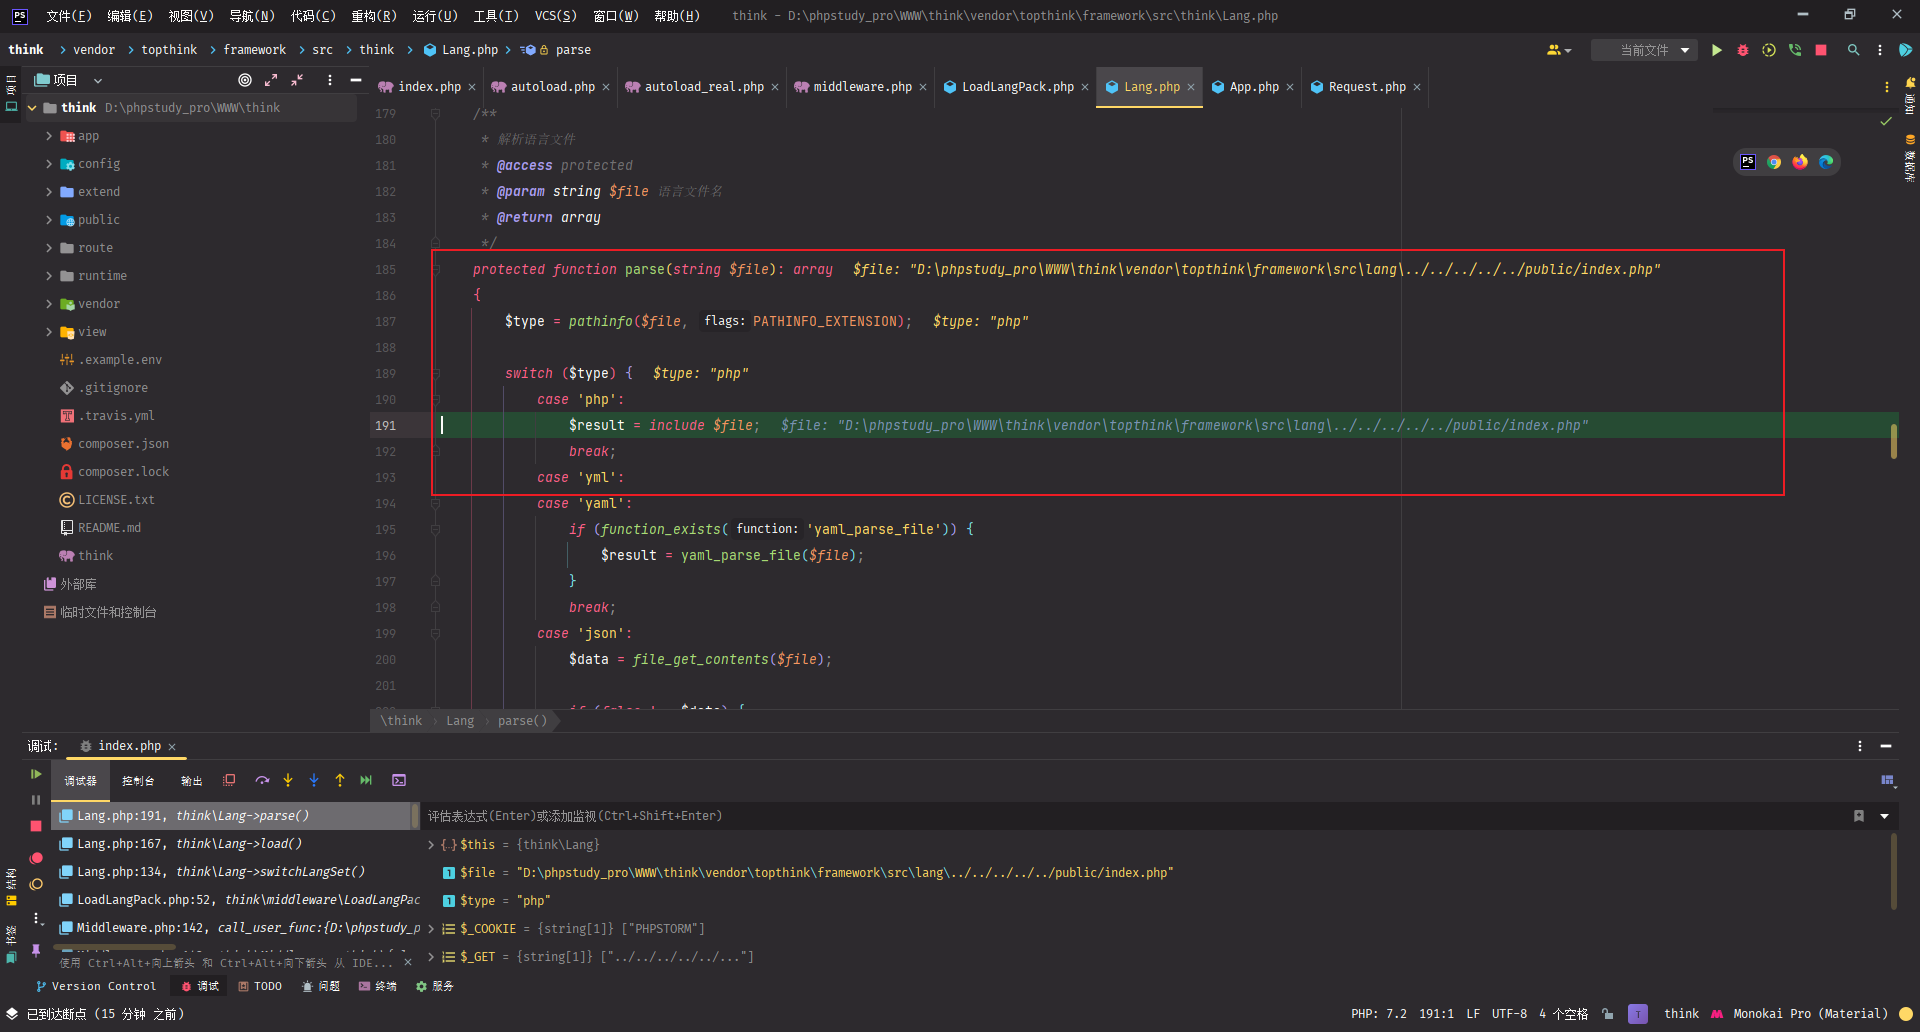 PS 文件(F) 编辑(E) 视图(V) 导航(N) 代码(C) 重构(R) 运行(U) 工具(T) VCS(S) 窗口(W) 帮助(H) think - D:\phpstudy_pro\WWW\think\vendor\topthink\framework\src\think\Lang.php
think vendor topthink framework src think Lang.php parse 当前文件
项目
项目
index.php autoload.php autoload_real.php middleware.php LoadLangPack.php Lang.php App.php Request.php
think D:\phpstudy_pro\WWW\think
app
config
extend
public
route
runtime
vendor
view
.example.env
.gitignore
.travis.yml
composer.json
composer.lock
LICENSE.txt
README.md
think
外部库
临时文件和控制台
179 /**
180 * 解析语言文件
181 * @access protected
182 * @param string $file 语言文件名
183 * @return array
184 */
185 protected function parse(string $file): array $file: "D:\phpstudy_pro\WWW\think\vendor\topthink\framework\src\lang\../../../../../public/index.php"
186 {
187 $type = pathinfo($file, flags: PATHINFO_EXTENSION); $type: "php"
188
189 switch ($type) { $type: "php"
190 case 'php':
191 $result = include $file; $file: "D:\phpstudy_pro\WWW\think\vendor\topthink\framework\src\lang\../../../../../public/index.php"
192 break;
193 case 'yml':
194 case 'yaml':
195 if (function_exists( function: 'yaml_parse_file')) {
196 $result = yaml_parse_file($file);
197 }
198 break;
199 case 'json':
200 $data = file_get_contents($file);
201
\think Lang parse()
通知
数据库
PS
调试: index.php
调试器 控制台 输出
Lang.php:191, think\Lang->parse()
Lang.php:167, think\Lang->load()
Lang.php:134, think\Lang->switchLangSet()
LoadLangPack.php:52, think\middleware\LoadLangPac
Middleware.php:142, call_user_func:{D:\phpstudy_p
使用 Ctrl+Alt+向上箭头 和 Ctrl+Alt+向下箭头 从 IDE...
评估表达式(Enter)或添加监视(Ctrl+Shift+Enter)
{..} $this = {think\Lang}
1 $file = "D:\phpstudy_pro\WWW\think\vendor\topthink\framework\src\lang\../../../../../public/index.php"
1 $type = "php"
$_COOKIE = {string[1]} ["PHPSTORM"]
$_GET = {string[1]} ["../../../../../..."]
结构
书签
Version Control 调试 TODO 问题 终端 服务
已到达断点 (15 分钟 之前) PHP: 7.2 191:1 LF UTF-8 4 个空格 T think Monokai Pro (Material)